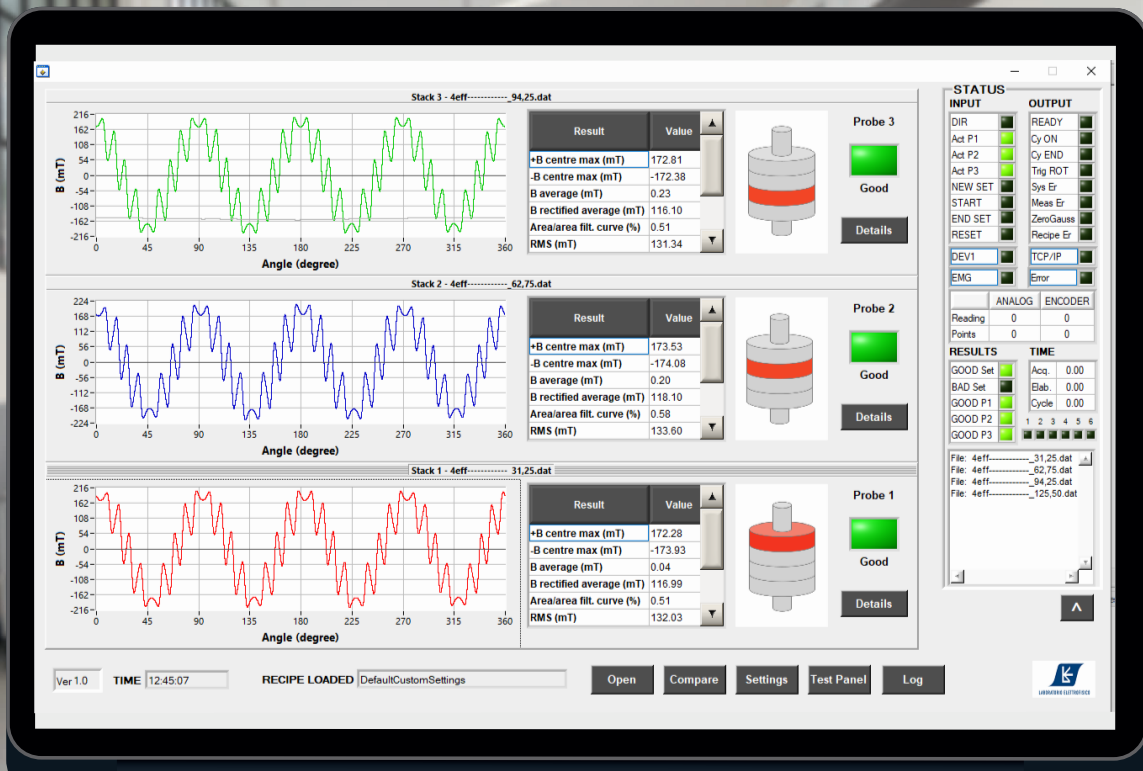 Stack 3 - 4eff------------_94,25.dat
B (mT)
216
162
108
54
0
-54
-108
-162
-216
0 45 90 135 180 225 270 315 360
Angle (degree)
Result Value
+B centre max (mT) 172.81
-B centre max (mT) -172.38
B average (mT) 0.23
B rectified average (mT) 116.10
Area/area filt. curve (%) 0.51
RMS (mT) 131.34
Probe 3
Good
Details
Stack 2 - 4eff------------_62,75.dat
B (mT)
224
168
112
56
0
-56
-112
-168
-224
0 45 90 135 180 225 270 315 360
Angle (degree)
Result Value
+B centre max (mT) 173.53
-B centre max (mT) -174.08
B average (mT) 0.20
B rectified average (mT) 118.10
Area/area filt. curve (%) 0.58
RMS (mT) 133.60
Probe 2
Good
Details
Stack 1 - 4eff------------ 31,25.dat
B (mT)
216
162
108
54
0
-54
-108
-162
-216
0 45 90 135 180 225 270 315 360
Angle (degree)
Result Value
+B centre max (mT) 172.28
-B centre max (mT) -173.93
B average (mT) 0.04
B rectified average (mT) 116.99
Area/area filt. curve (%) 0.51
RMS (mT) 132.03
Probe 1
Good
Details
STATUS
INPUT OUTPUT
DIR READY
Act P1 Cy ON
Act P2 Cy END
Act P3 Trig ROT
NEW SET Sys Er
START Meas Er
END SET ZeroGauss
RESET Recipe Er
DEV1 TCP/IP
EMG Error
ANALOG ENCODER
Reading 0 0
Points 0 0
RESULTS TIME
GOOD Set Acq. 0.00
BAD Set Elab. 0.00
GOOD P1 Cycle 0.00
GOOD P2 1 2 3 4 5 6
GOOD P3
File: 4eff------------_31,25.dat
File: 4eff------------_62,75.dat
File: 4eff------------_94,25.dat
File: 4eff------------_125,50.dat
Ver 1.0 TIME 12:45:07 RECIPE LOADED DefaultCustomSettings Open Compare Settings Test Panel Log
LABORATORIO ELETTROFISICO